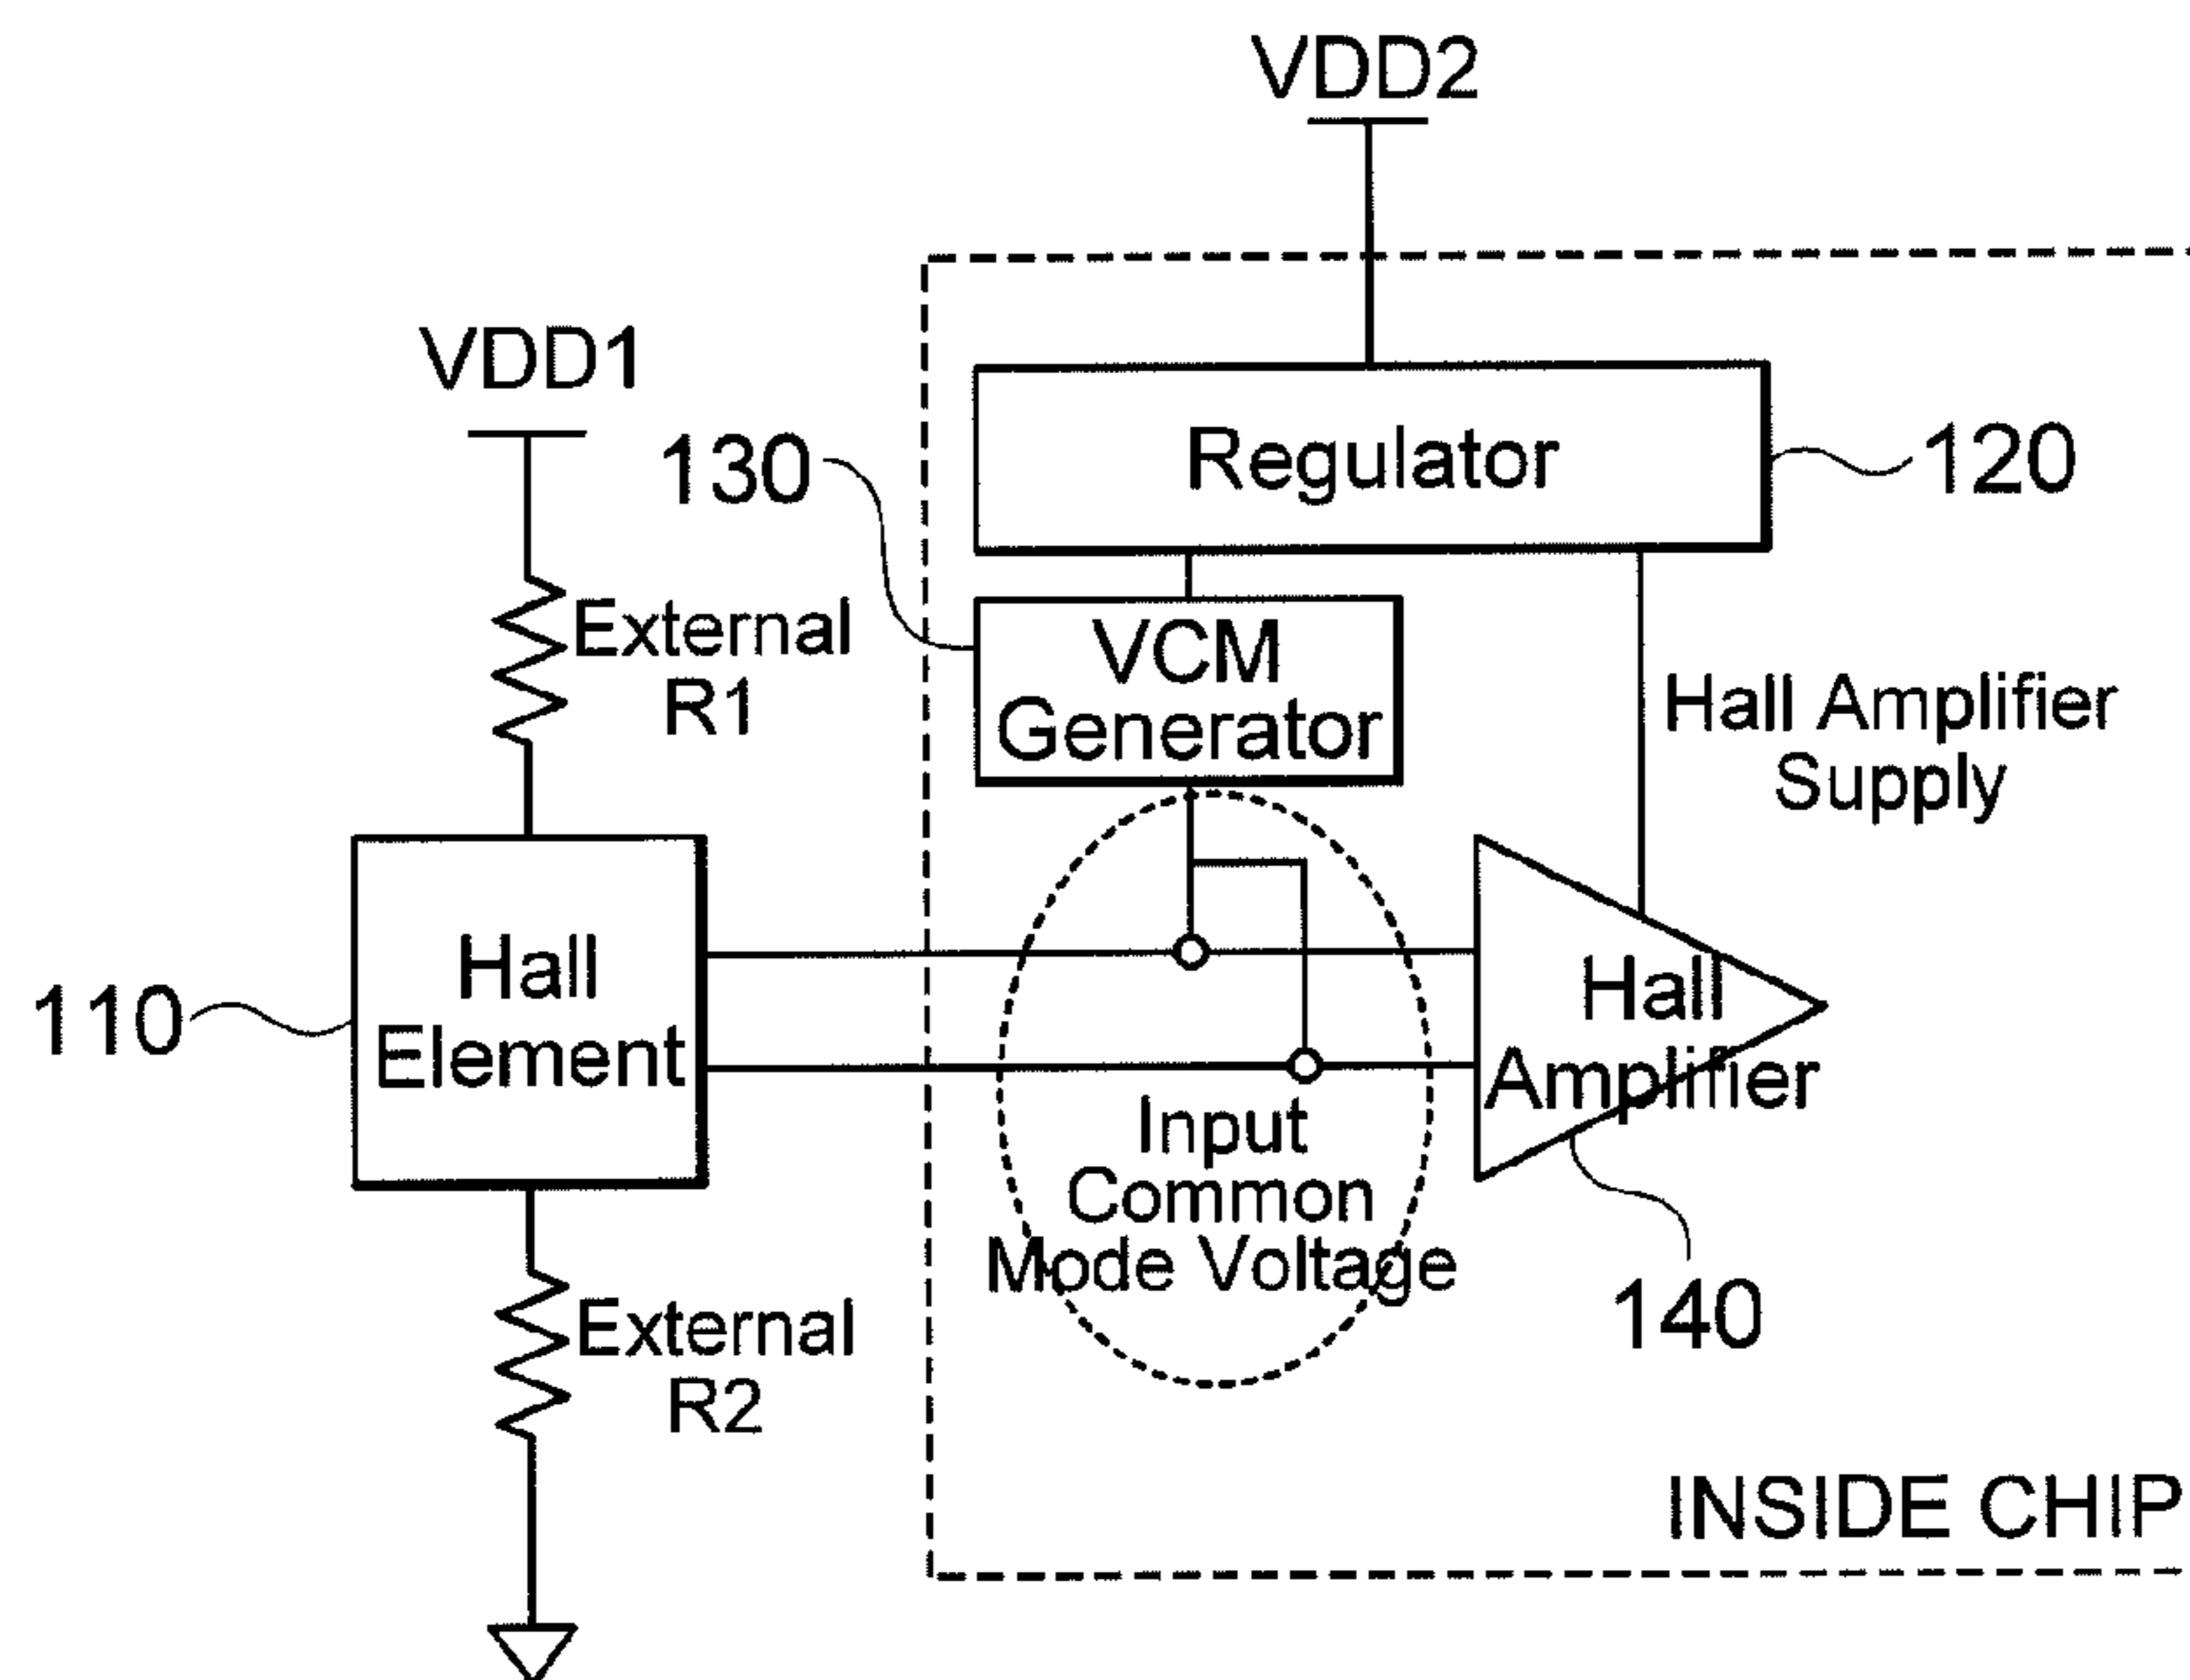 VDD2
VDD1
130
Regulator
120
External
R1
VCM
Generator
Hall Amplifier
Supply
110
Hall
Element
Hall
Amplifier
Input
Common
Mode Voltage
140
External
R2
INSIDE CHIP